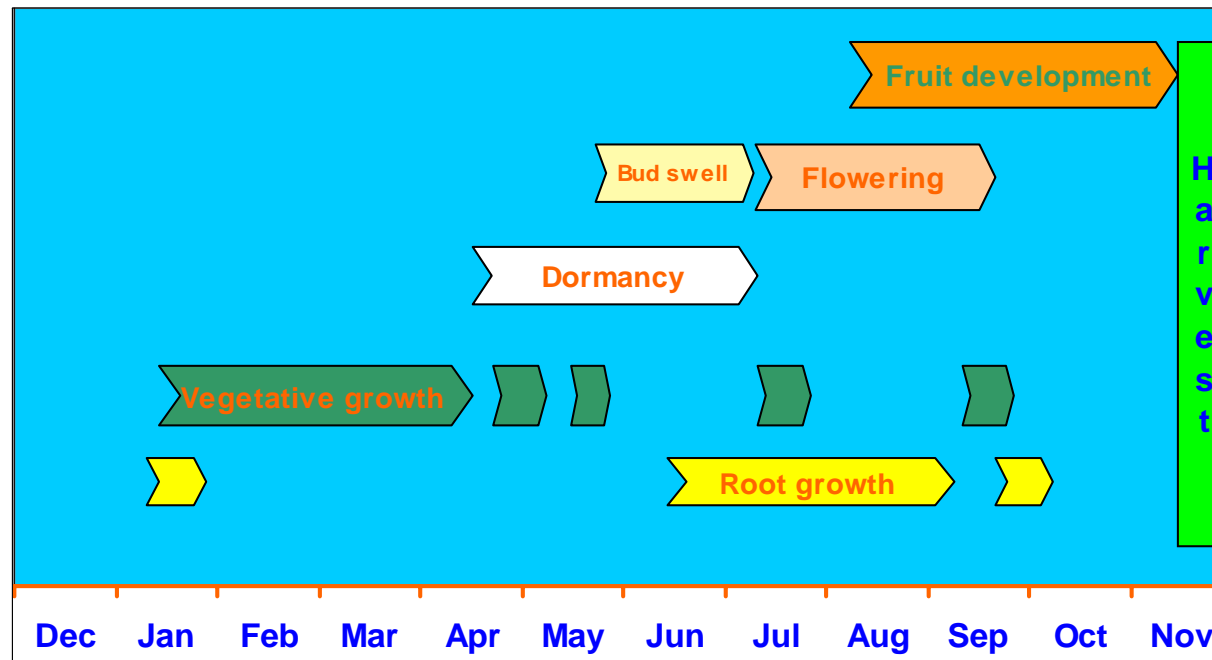 Fruit development
Bud swell
Flowering
Dormancy
Vegetative growth
Root growth
H
a
r
v
e
s
t
Dec Jan Feb Mar Apr May Jun Jul Aug Sep Oct Nov